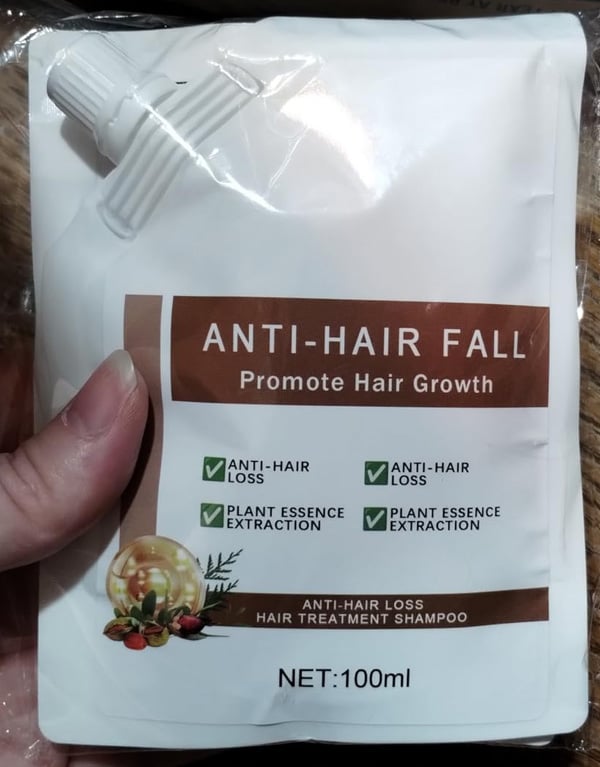 ANTI-HAIR FALL
Promote Hair Growth
ANTI-HAIR
LOSS
ANTI-HAIR
LOSS
PLANT ESSENCE
EXTRACTION
PLANT ESSENCE
EXTRACTION
ANTI-HAIR LOSS
HAIR TREATMENT SHAMPOO
NET:100ml